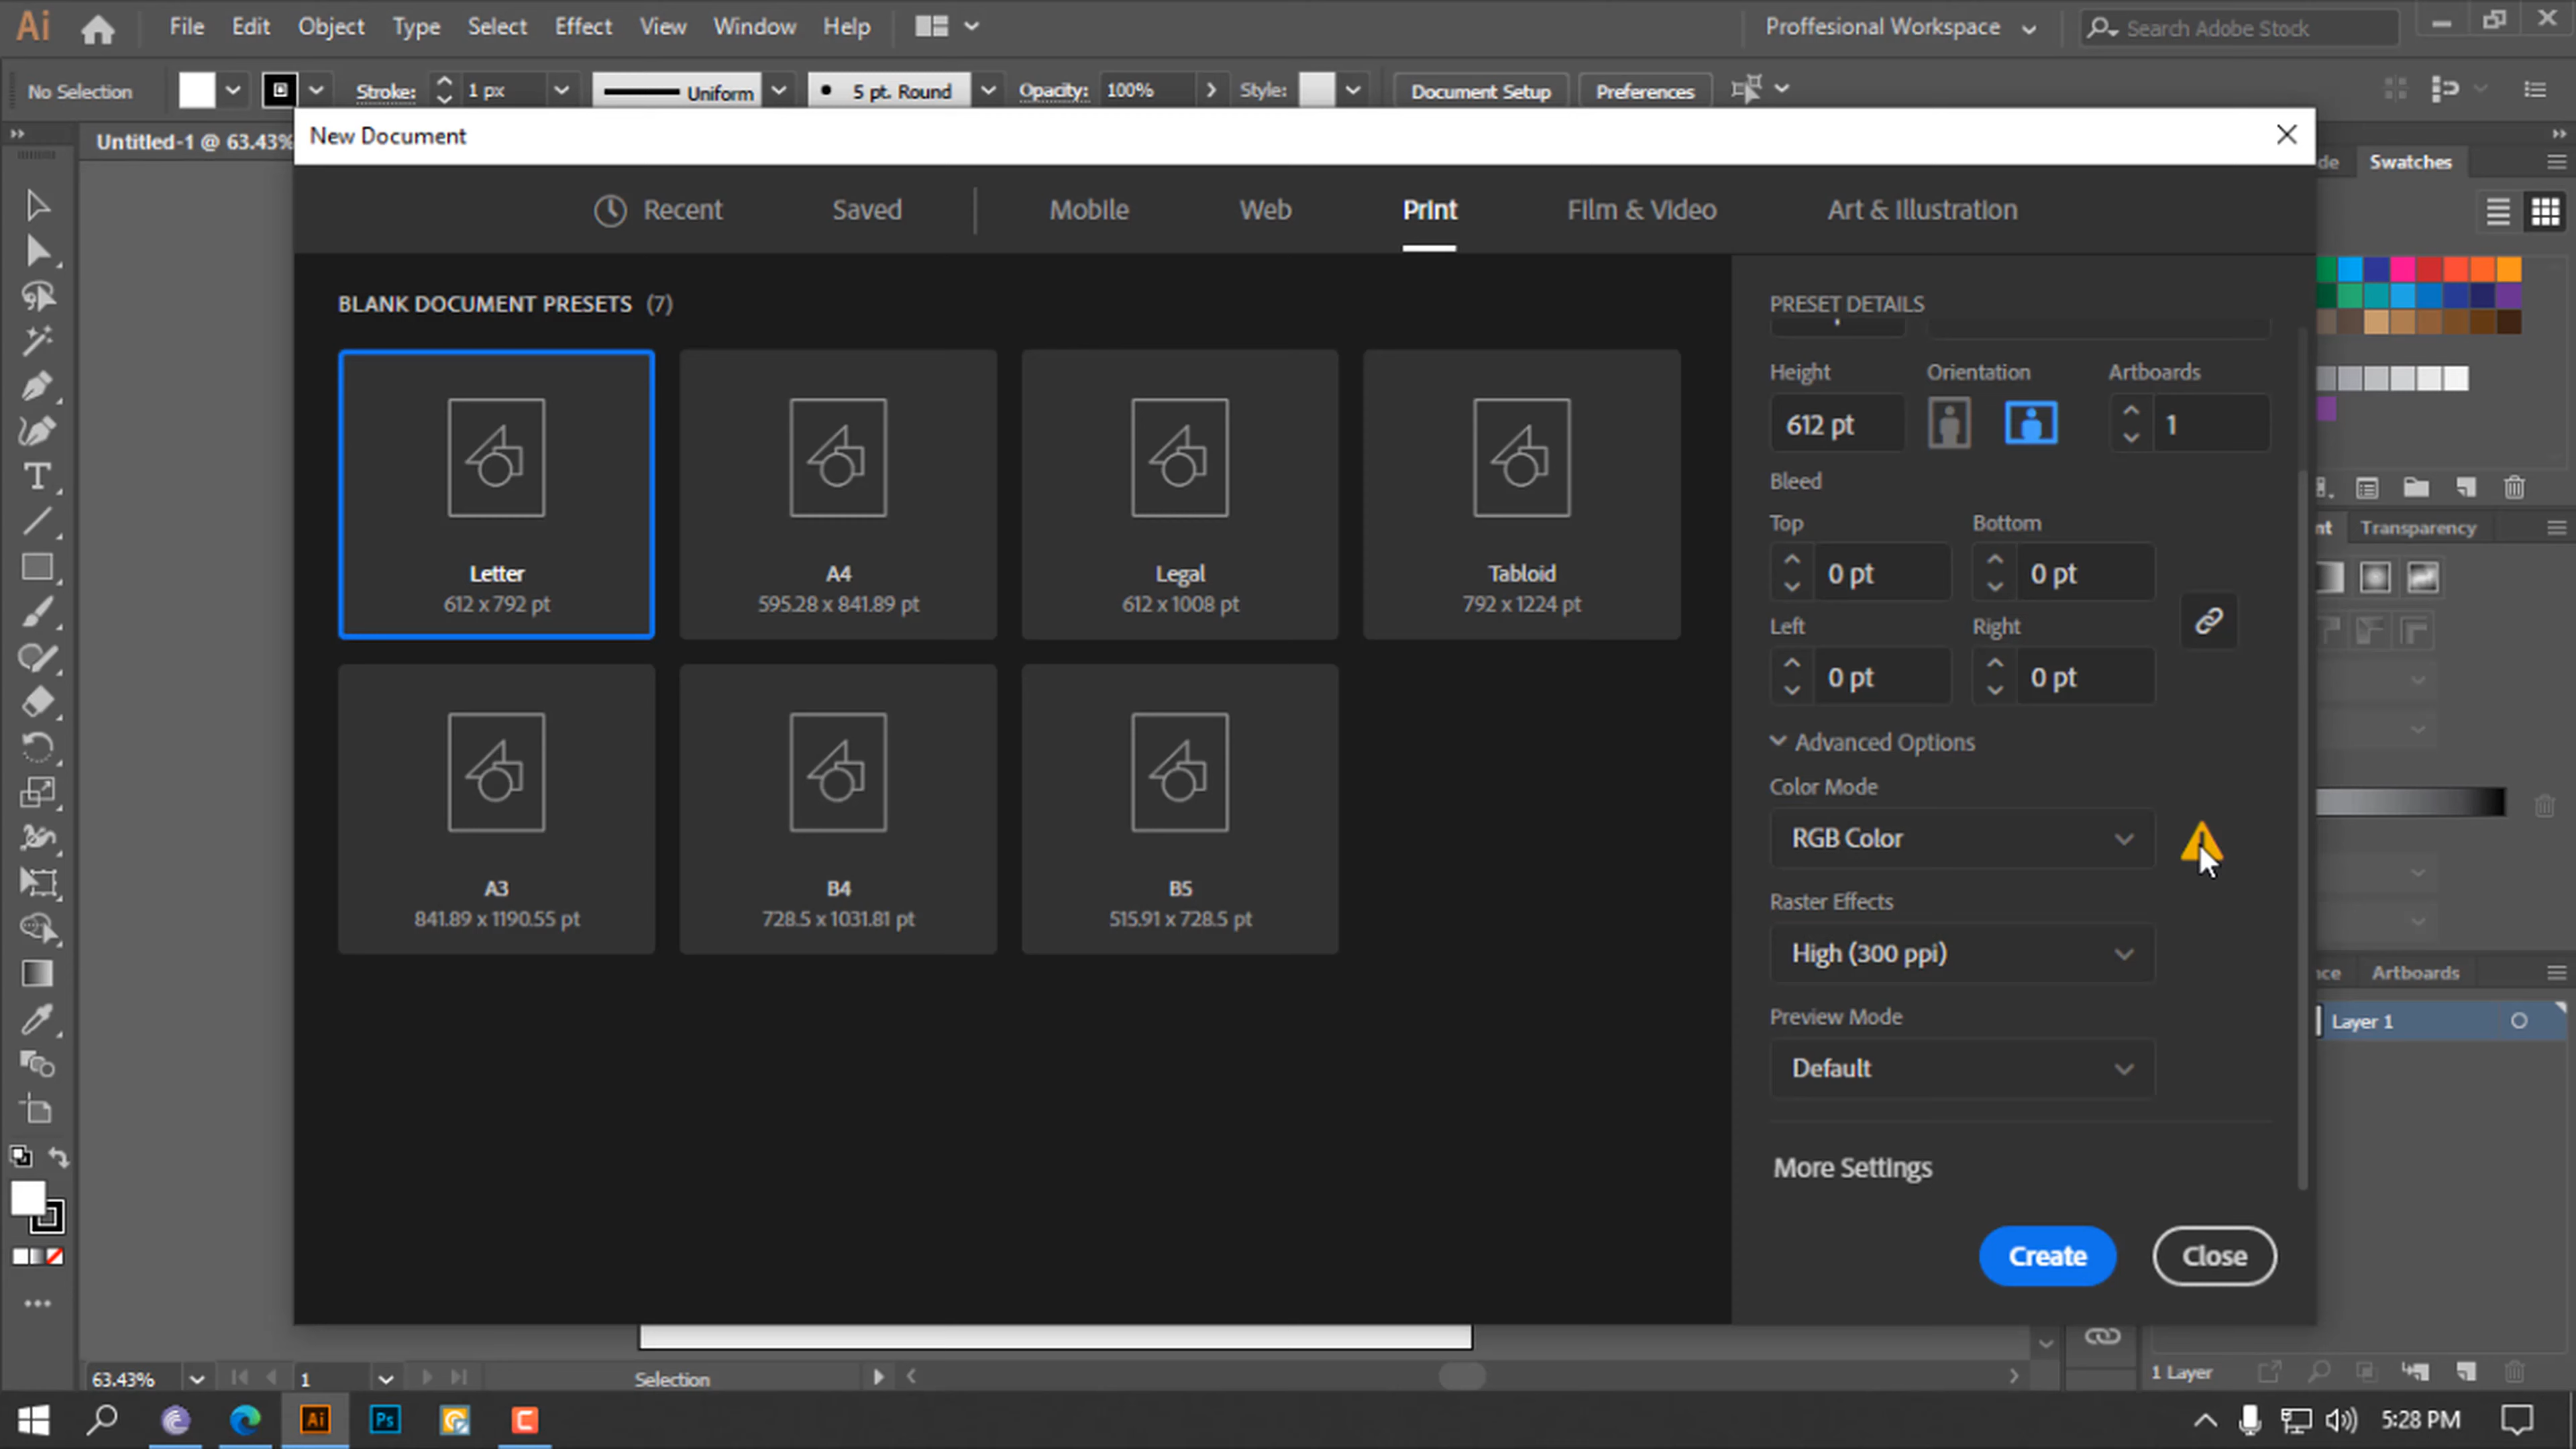 Ai File Edit Object Type Select Effect View Window Help Proffesional Workspace Search Adobe Stock
No Selection Stroke: 1 px Uniform 5 pt. Round Opacity: 100% Style: Document Setup Preferences
Untitled-1 @ 63.43%
New Document
Swatches
Recent Saved Mobile Web Print Film & Video Art & Illustration
BLANK DOCUMENT PRESETS (7)
PRESET DETAILS
Height Orientation Artboards
612 pt 1
Bleed
Top Bottom
0 pt 0 pt
Left Right
0 pt 0 pt
Transparency
Letter A4 Legal Tabloid
612 x 792 pt 595.28 x 841.89 pt 612 x 1008 pt 792 x 1224 pt
A3 B4 B5
841.89 x 1190.55 pt 728.5 x 1031.81 pt 515.91 x 728.5 pt
Advanced Options
Color Mode
RGB Color
Raster Effects
High (300 ppi)
Preview Mode
Default
More Settings
Create Close
Artboards
Layer 1
63.43% 1 Selection 1 Layer
Ai Ps C 5:28 PM